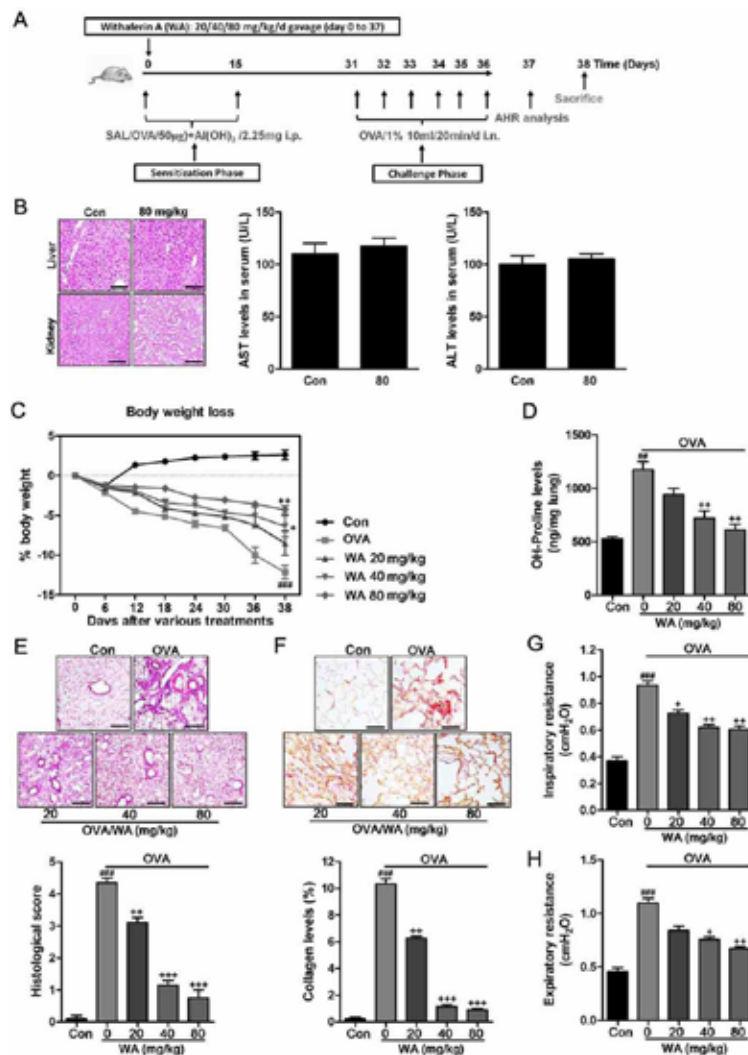 A
Withaferin A (WA): 20/40/80 mg/kg/d gavage (day 0 to 37)
0 15 31 32 33 34 35 36 37 38 Time (Days)
Sacrifice
AHR analysis
SAL/OVA/50μg)+Al(OH)3 /2.25mg i.p.
OVA/1% 10ml/20min/d i.n.
Sensitization Phase
Challenge Phase
B
Con 80 mg/kg
Liver
Kidney
AST levels in serum (U/L)
150
100
50
0
Con 80
ALT levels in serum (U/L)
150
100
50
0
Con 80
C
Body weight loss
% body weight
5
0
-5
-10
-15
++
+
###
0 6 12 18 24 30 36 38
Days after various treatments
Con
OVA
WA 20 mg/kg
WA 40 mg/kg
WA 80 mg/kg
D
OVA
OH-Proline levels
(ng/mg lung)
1500
1000
500
0
##
++
++
Con 0 20 40 80
WA (mg/kg)
E
Con OVA
20 40 80
OVA/WA (mg/kg)
OVA
Histological score
5
4
3
2
1
0
###
++
+++
+++
Con 0 20 40 80
WA (mg/kg)
F
Con OVA
20 40 80
OVA/WA (mg/kg)
OVA
Collagen levels (%)
12
10
8
6
4
2
0
###
++
+++
+++
Con 0 20 40 80
WA (mg/kg)
G
OVA
Inspiratory resistance
(cmH2O)
1.2
1.0
0.8
0.6
0.4
0.2
0
###
+
++
++
Con 0 20 40 80
WA (mg/kg)
H
OVA
Expiratory resistance
(cmH2O)
1.5
1.0
0.5
0
###
+
++
Con 0 20 40 80
WA (mg/kg)